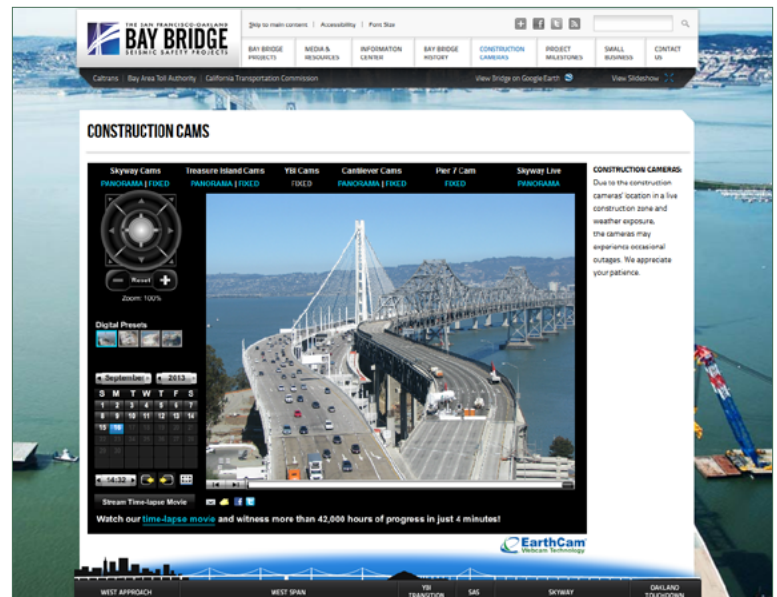 THE SAN FRANCISCO-OAKLAND
BAY BRIDGE
SEISMIC SAFETY PROJECTS
Skip to main content | Accessibility | Font Size
BAY BRIDGE PROJECTS
MEDIA & RESOURCES
INFORMATION CENTER
BAY BRIDGE HISTORY
CONSTRUCTION CAMERAS
PROJECT MILESTONES
SMALL BUSINESS
CONTACT US
Caltrans | Bay Area Toll Authority | California Transportation Commission
View Bridge on Google Earth
View Slideshow
CONSTRUCTION CAMS
Skyway Cams
PANORAMA | FIXED
Treasure Island Cams
PANORAMA | FIXED
YBI Cams
FIXED
Cantilever Cams
PANORAMA | FIXED
Pier 7 Cam
FIXED
Skyway Live
PANORAMA
Reset
Zoom: 100%
Digital Presets
September 2013
S M T W T F S
1 2 3 4 5 6 7
8 9 10 11 12 13 14
15 16
14:32
Stream Time-lapse Movie
Watch our time-lapse movie and witness more than 42,000 hours of progress in just 4 minutes!
CONSTRUCTION CAMERAS:
Due to the construction
cameras' location in a live
construction zone and
weather exposure,
the cameras may
experience occasional
outages. We appreciate
your patience.
EarthCam
Webcam Technology
WEST APPROACH
WEST SPAN
YBI TRANSITION
SAS
SKYWAY
OAKLAND TOUCHDOWN